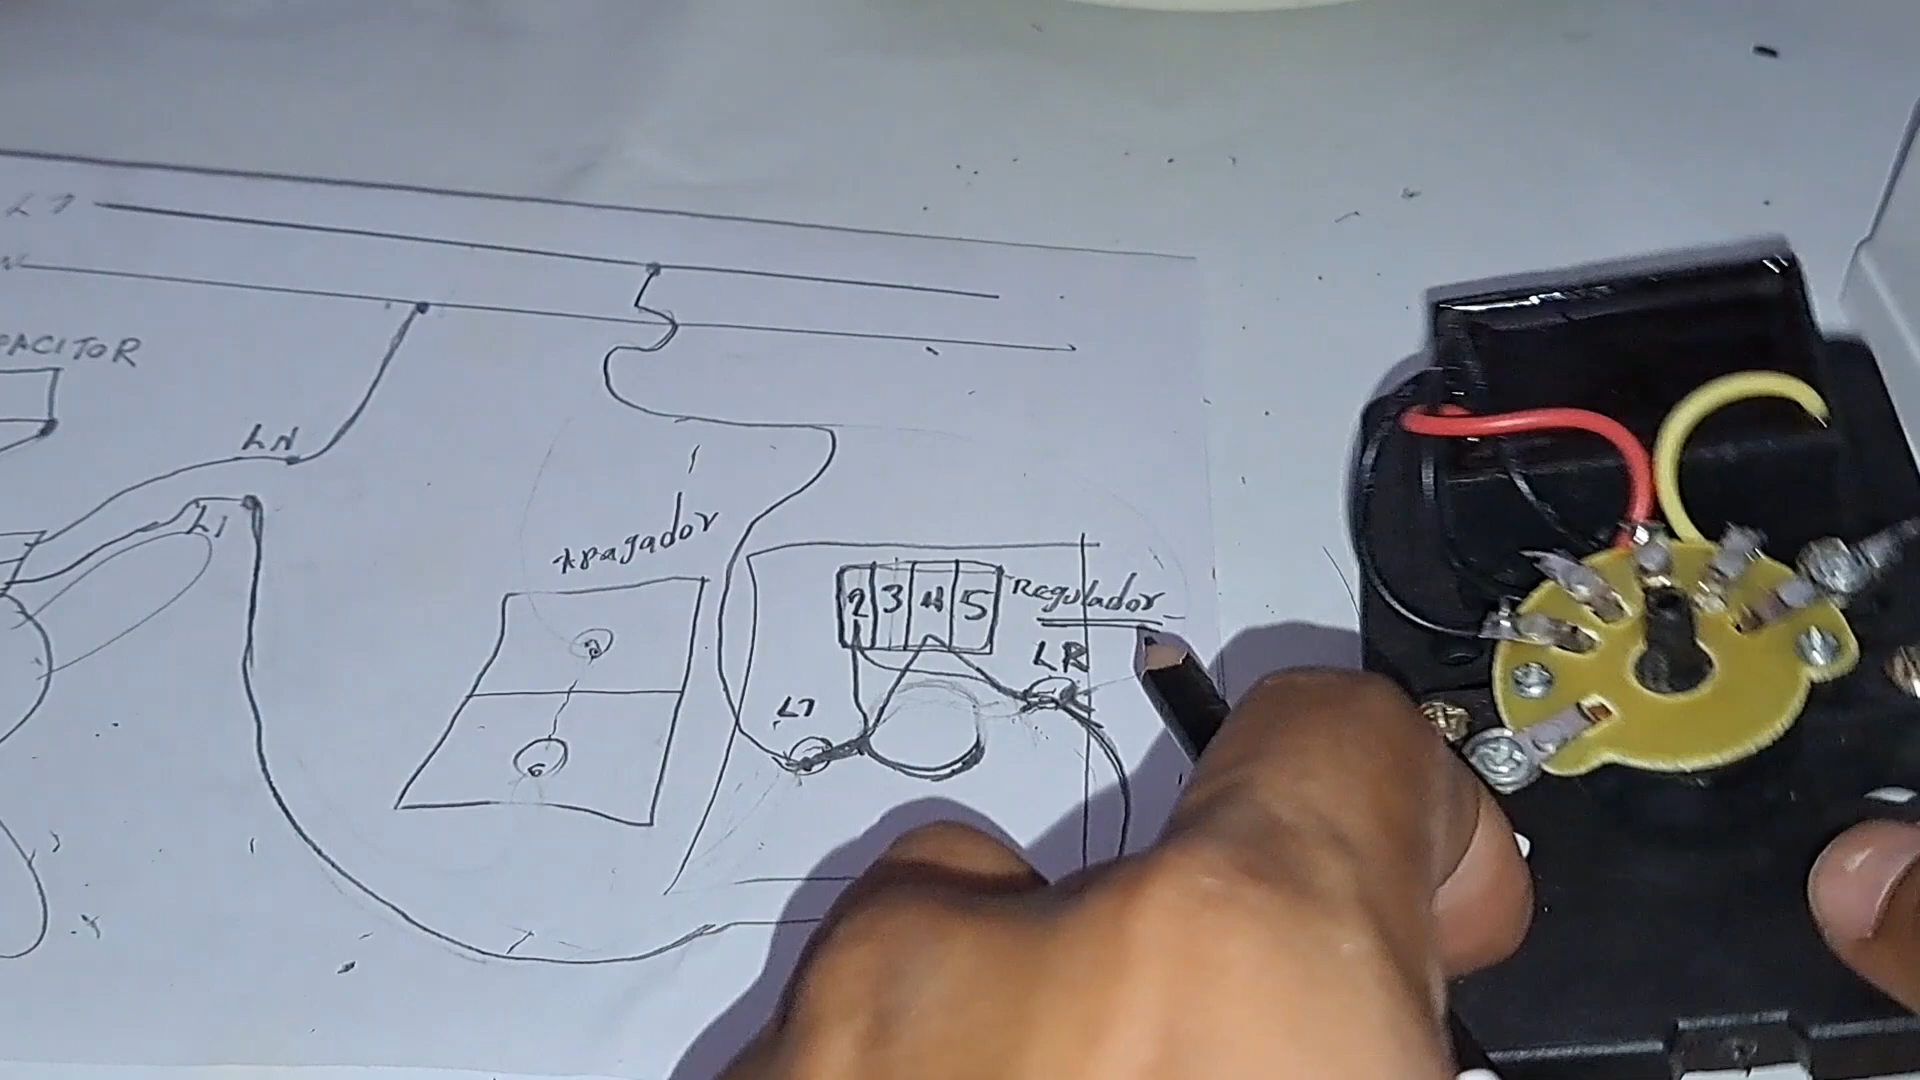 L1
N
PACITOR
LN
L1
Apagador
2 3 4 5
Regulador
LR
L1